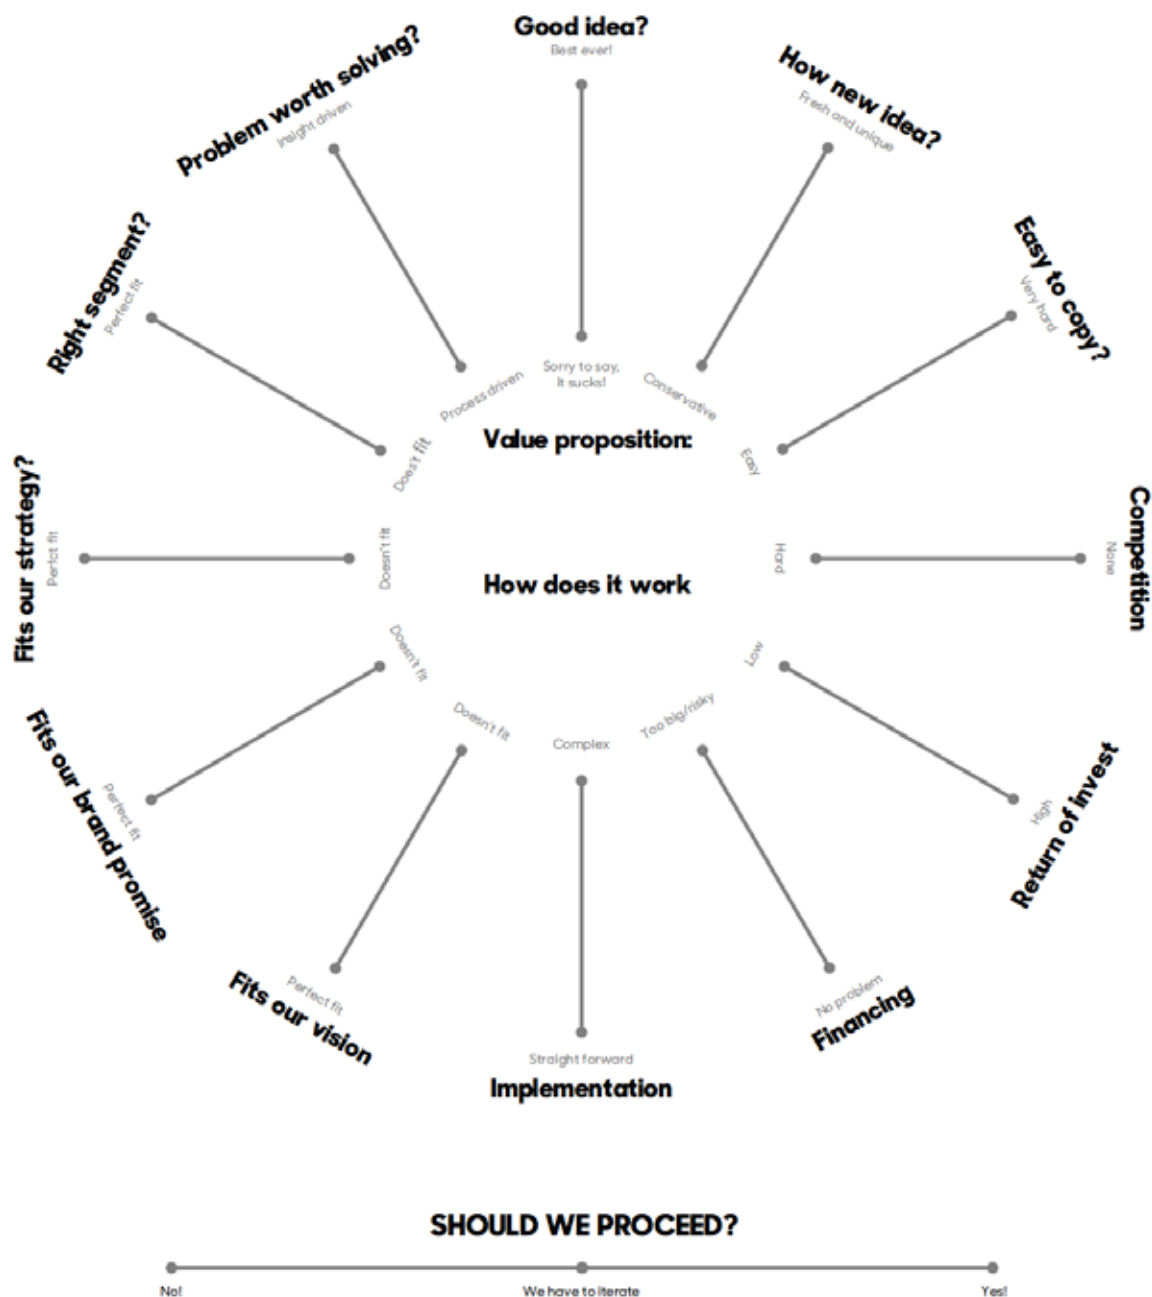 Good idea?
Best ever!
Sorry to say,
It sucks!
How new idea?
Fresh and unique
Conservative
Easy to copy?
Very hard
Easy
Competition
None
Hard
Return of invest
High
Low
Financing
No problem
Too big/risky
Implementation
Straight forward
Complex
Fits our vision
Perfect fit
Doesn't fit
Fits our brand promise
Perfect fit
Doesn't fit
Fits our strategy?
Perfct fit
Doesn't fit
Right segment?
Perfect fit
Does't fit
Problem worth solving?
Insight driven
Process driven
Value proposition:
How does it work
SHOULD WE PROCEED?
No!
We have to iterate
Yes!